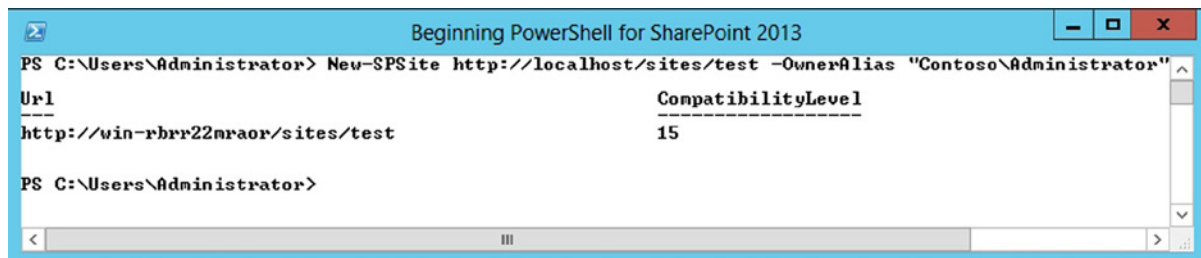 Beginning PowerShell for SharePoint 2013
PS C:\Users\Administrator> New-SPSite http://localhost/sites/test -OwnerAlias "Contoso\Administrator"
Url CompatibilityLevel
--- ------------------
http://win-rbrr22mraor/sites/test 15
PS C:\Users\Administrator>